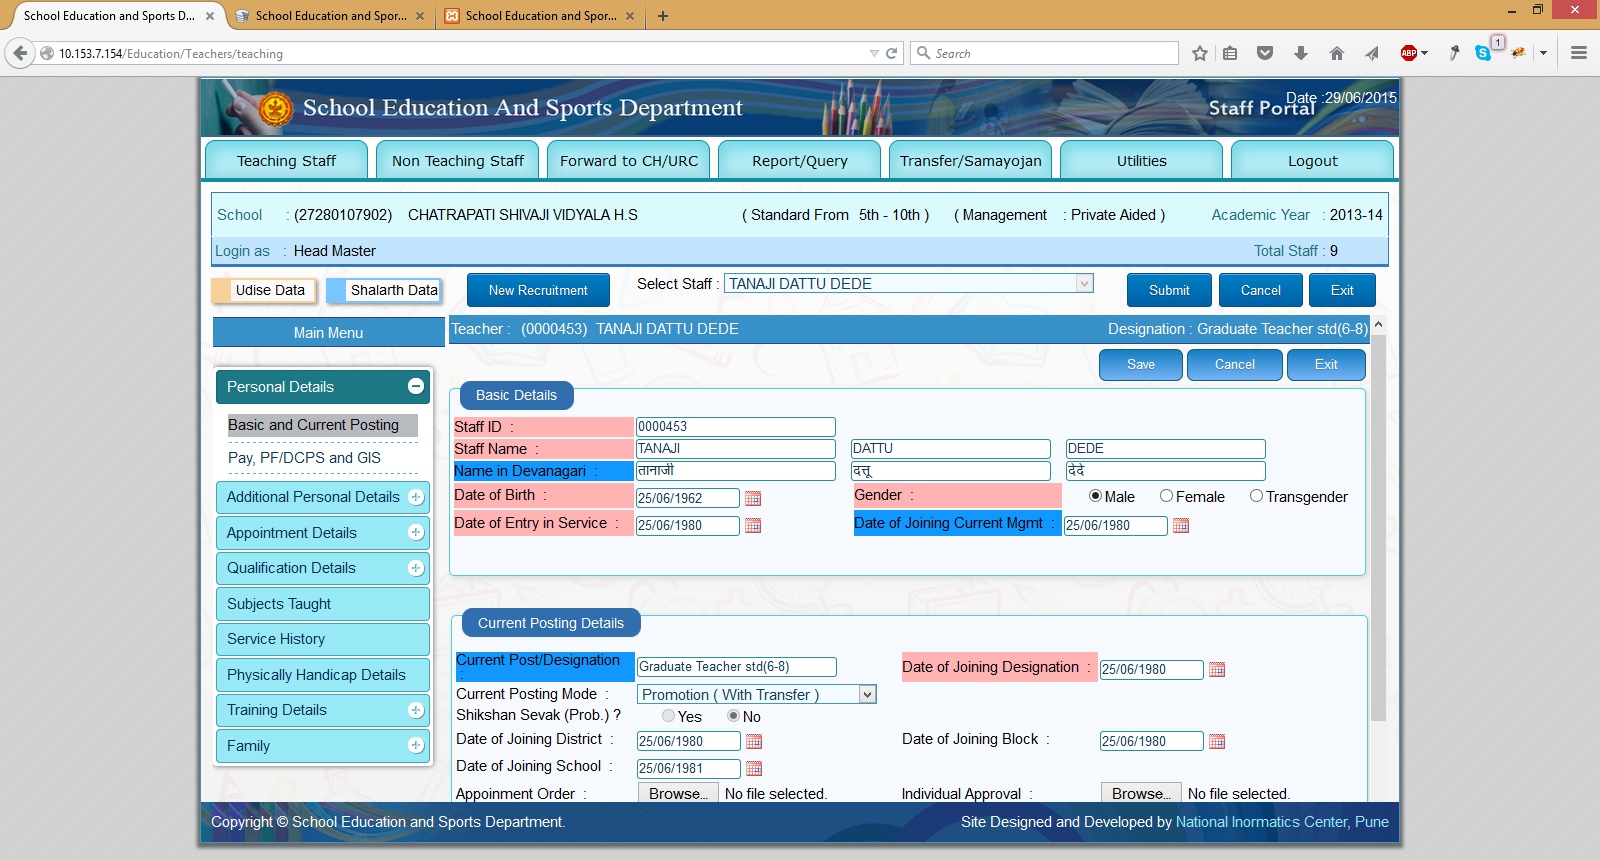 School Education and Sports D... × School Education and Spor... × School Education and Spor... × +
10.153.7.154/Education/Teachers/teaching Search ABP 1
School Education And Sports Department
Date :29/06/2015
Staff Portal
Teaching Staff Non Teaching Staff Forward to CH/URC Report/Query Transfer/Samayojan Utilities Logout
School : (27280107902) CHATRAPATI SHIVAJI VIDYALA H.S ( Standard From 5th - 10th ) ( Management : Private Aided ) Academic Year : 2013-14
Login as : Head Master Total Staff : 9
Udise Data Shalarth Data New Recruitment Select Staff : TANAJI DATTU DEDE Submit Cancel Exit
Main Menu
Teacher : (0000453) TANAJI DATTU DEDE Designation : Graduate Teacher std(6-8)
Save Cancel Exit
Personal Details
Basic and Current Posting
Pay, PF/DCPS and GIS
Additional Personal Details
Appointment Details
Qualification Details
Subjects Taught
Service History
Physically Handicap Details
Training Details
Family
Basic Details
Staff ID : 0000453
Staff Name : TANAJI DATTU DEDE
Name in Devanagari : तानाजी दत्तू देदे
Date of Birth : 25/06/1962 Gender : Male Female Transgender
Date of Entry in Service : 25/06/1980 Date of Joining Current Mgmt : 25/06/1980
Current Posting Details
Current Post/Designation : Graduate Teacher std(6-8) Date of Joining Designation : 25/06/1980
Current Posting Mode : Promotion ( With Transfer )
Shikshan Sevak (Prob.) ? Yes No
Date of Joining District : 25/06/1980 Date of Joining Block : 25/06/1980
Date of Joining School : 25/06/1981
Appoinment Order : Browse... No file selected. Individual Approval : Browse... No file selected.
Copyright © School Education and Sports Department. Site Designed and Developed by National Inormatics Center, Pune